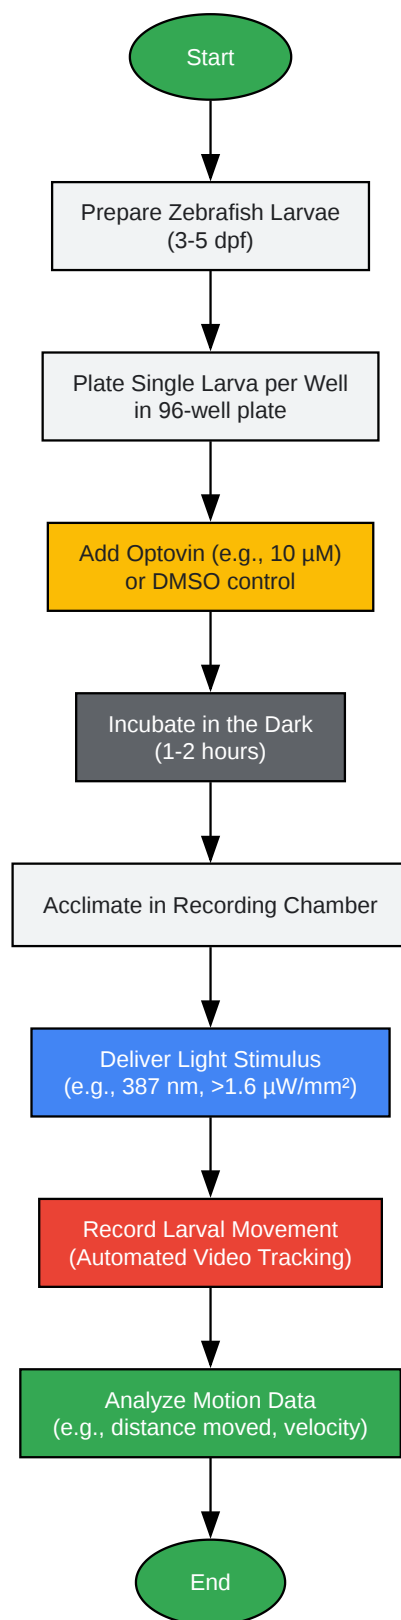 Start
Prepare Zebrafish Larvae
(3-5 dpf)
Plate Single Larva per Well
in 96-well plate
Add Optovin (e.g., 10 µM)
or DMSO control
Incubate in the Dark
(1-2 hours)
Acclimate in Recording Chamber
Deliver Light Stimulus
(e.g., 387 nm, >1.6 µW/mm²)
Record Larval Movement
(Automated Video Tracking)
Analyze Motion Data
(e.g., distance moved, velocity)
End